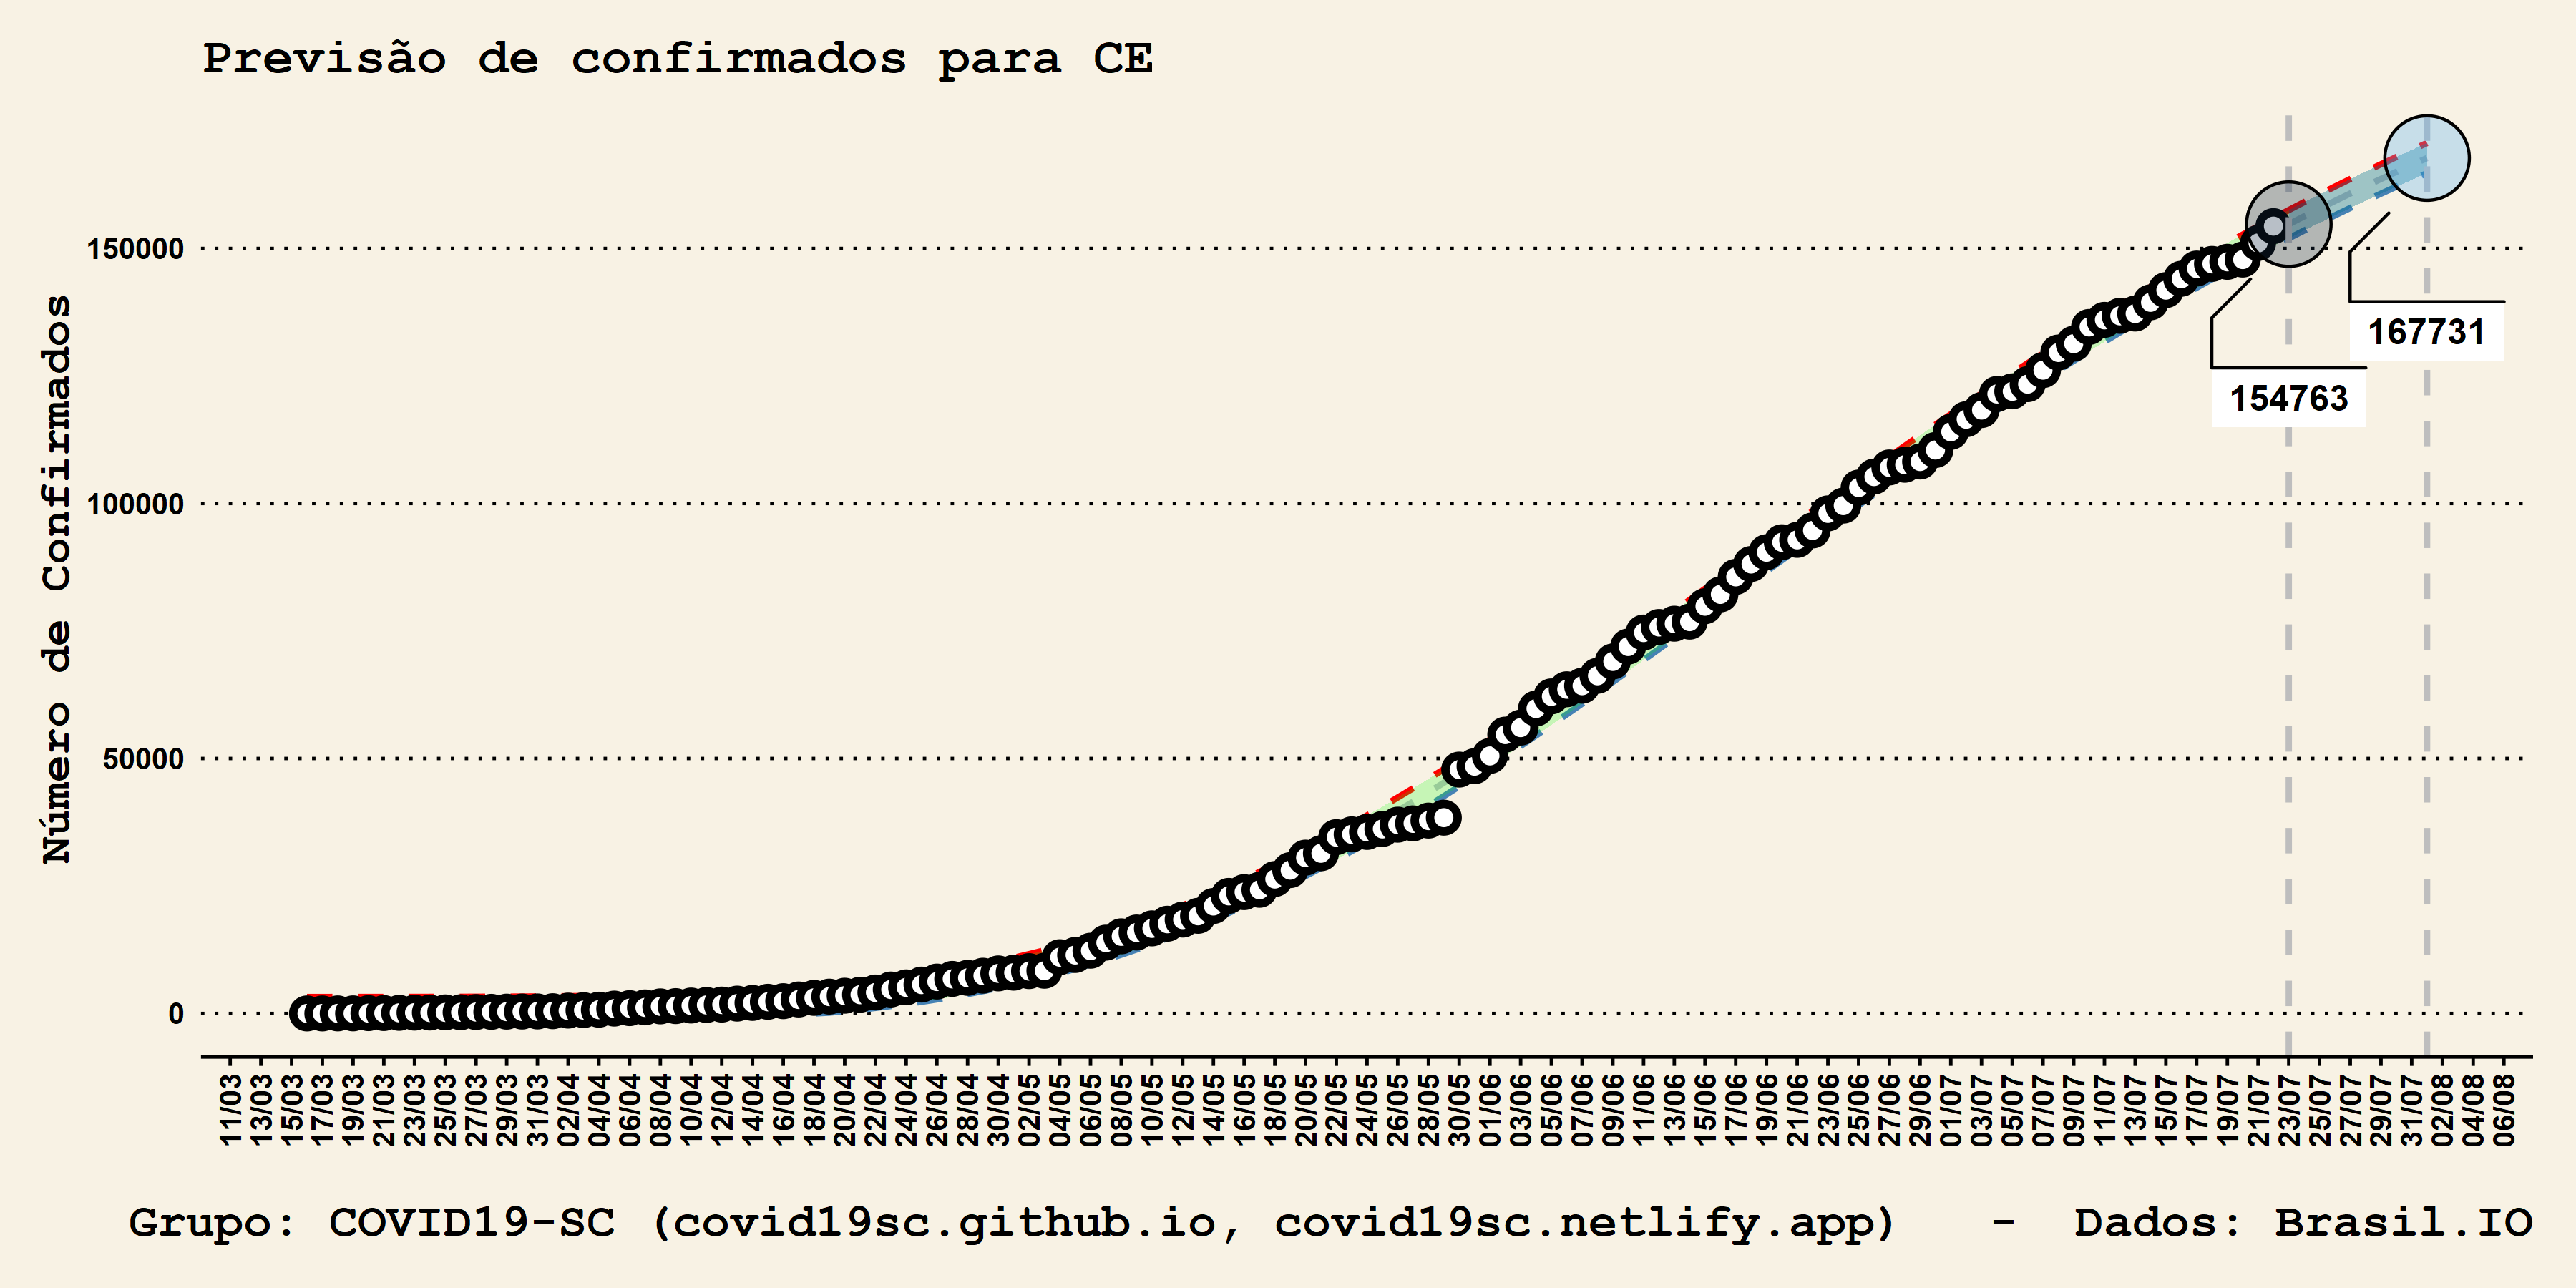 Previsão de confirmados para CE
Número de Confirmados
150000
100000
50000
0
167731
154763
11/03 13/03 15/03 17/03 19/03 21/03 23/03 25/03 27/03 29/03 31/03 02/04 04/04 06/04 08/04 10/04 12/04 14/04 16/04 18/04 20/04 22/04 24/04 26/04 28/04 30/04 02/05 04/05 06/05 08/05 10/05 12/05 14/05 16/05 18/05 20/05 22/05 24/05 26/05 28/05 30/05 01/06 03/06 05/06 07/06 09/06 11/06 13/06 15/06 17/06 19/06 21/06 23/06 25/06 27/06 29/06 01/07 03/07 05/07 07/07 09/07 11/07 13/07 15/07 17/07 19/07 21/07 23/07 25/07 27/07 29/07 31/07 02/08 04/08 06/08
Grupo: COVID19-SC (covid19sc.github.io, covid19sc.netlify.app) - Dados: Brasil.IO